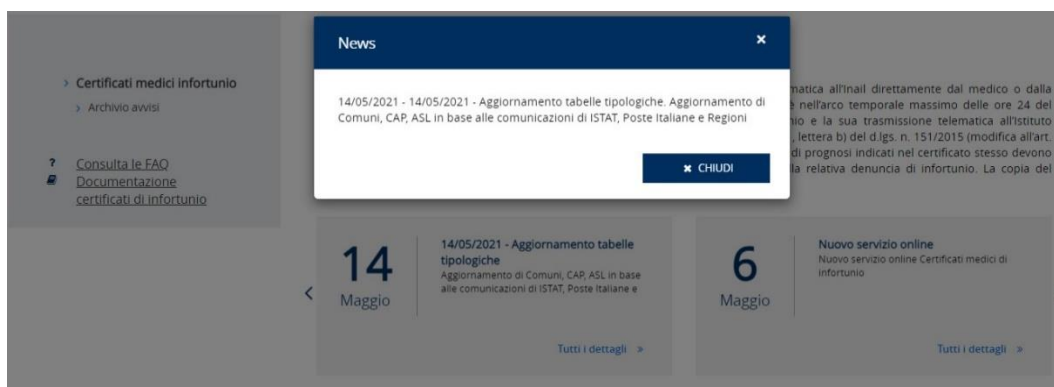 News
14/05/2021 - 14/05/2021 - Aggiornamento tabelle tipologiche. Aggiornamento di
Comuni, CAP, ASL in base alle comunicazioni di ISTAT, Poste Italiane e Regioni
CHIUDI
Certificati medici infortunio
Archivio avvisi
? Consulta le FAQ
Documentazione
certificati di infortunio
matica all'Inail direttamente dal medico o dalla
nell'arco temporale massimo delle ore 24 del
nio e la sua trasmissione telematica all'Istituto
, lettera b) del d.lgs. n. 151/2015 (modifica all'art.
di prognosi indicati nel certificato stesso devono
la relativa denuncia di infortunio. La copia del
14
Maggio
14/05/2021 - Aggiornamento tabelle
tipologiche
Aggiornamento di Comuni, CAP, ASL in base
alle comunicazioni di ISTAT, Poste Italiane e
Tutti i dettagli »
6
Maggio
Nuovo servizio online
Nuovo servizio online Certificati medici di
infortunio
Tutti i dettagli »